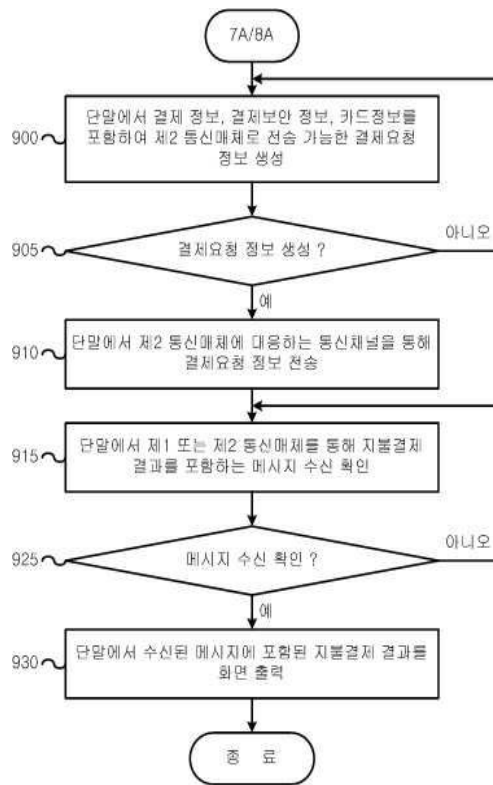 7A/8A
단말에서 결제 정보, 결제보안 정보, 카드정보를
포함하여 제2 통신매체로 전송 가능한 결제요청
정보 생성
900
결제요청 정보 생성 ?
905
아니오
예
단말에서 제2 통신매체에 대응하는 통신채널을 통해
결제요청 정보 전송
910
단말에서 제1 또는 제2 통신매체를 통해 지불결제
결과를 포함하는 메시지 수신 확인
915
메시지 수신 확인 ?
925
아니오
예
단말에서 수신된 메시지에 포함된 지불결제 결과를
화면 출력
930
종 료